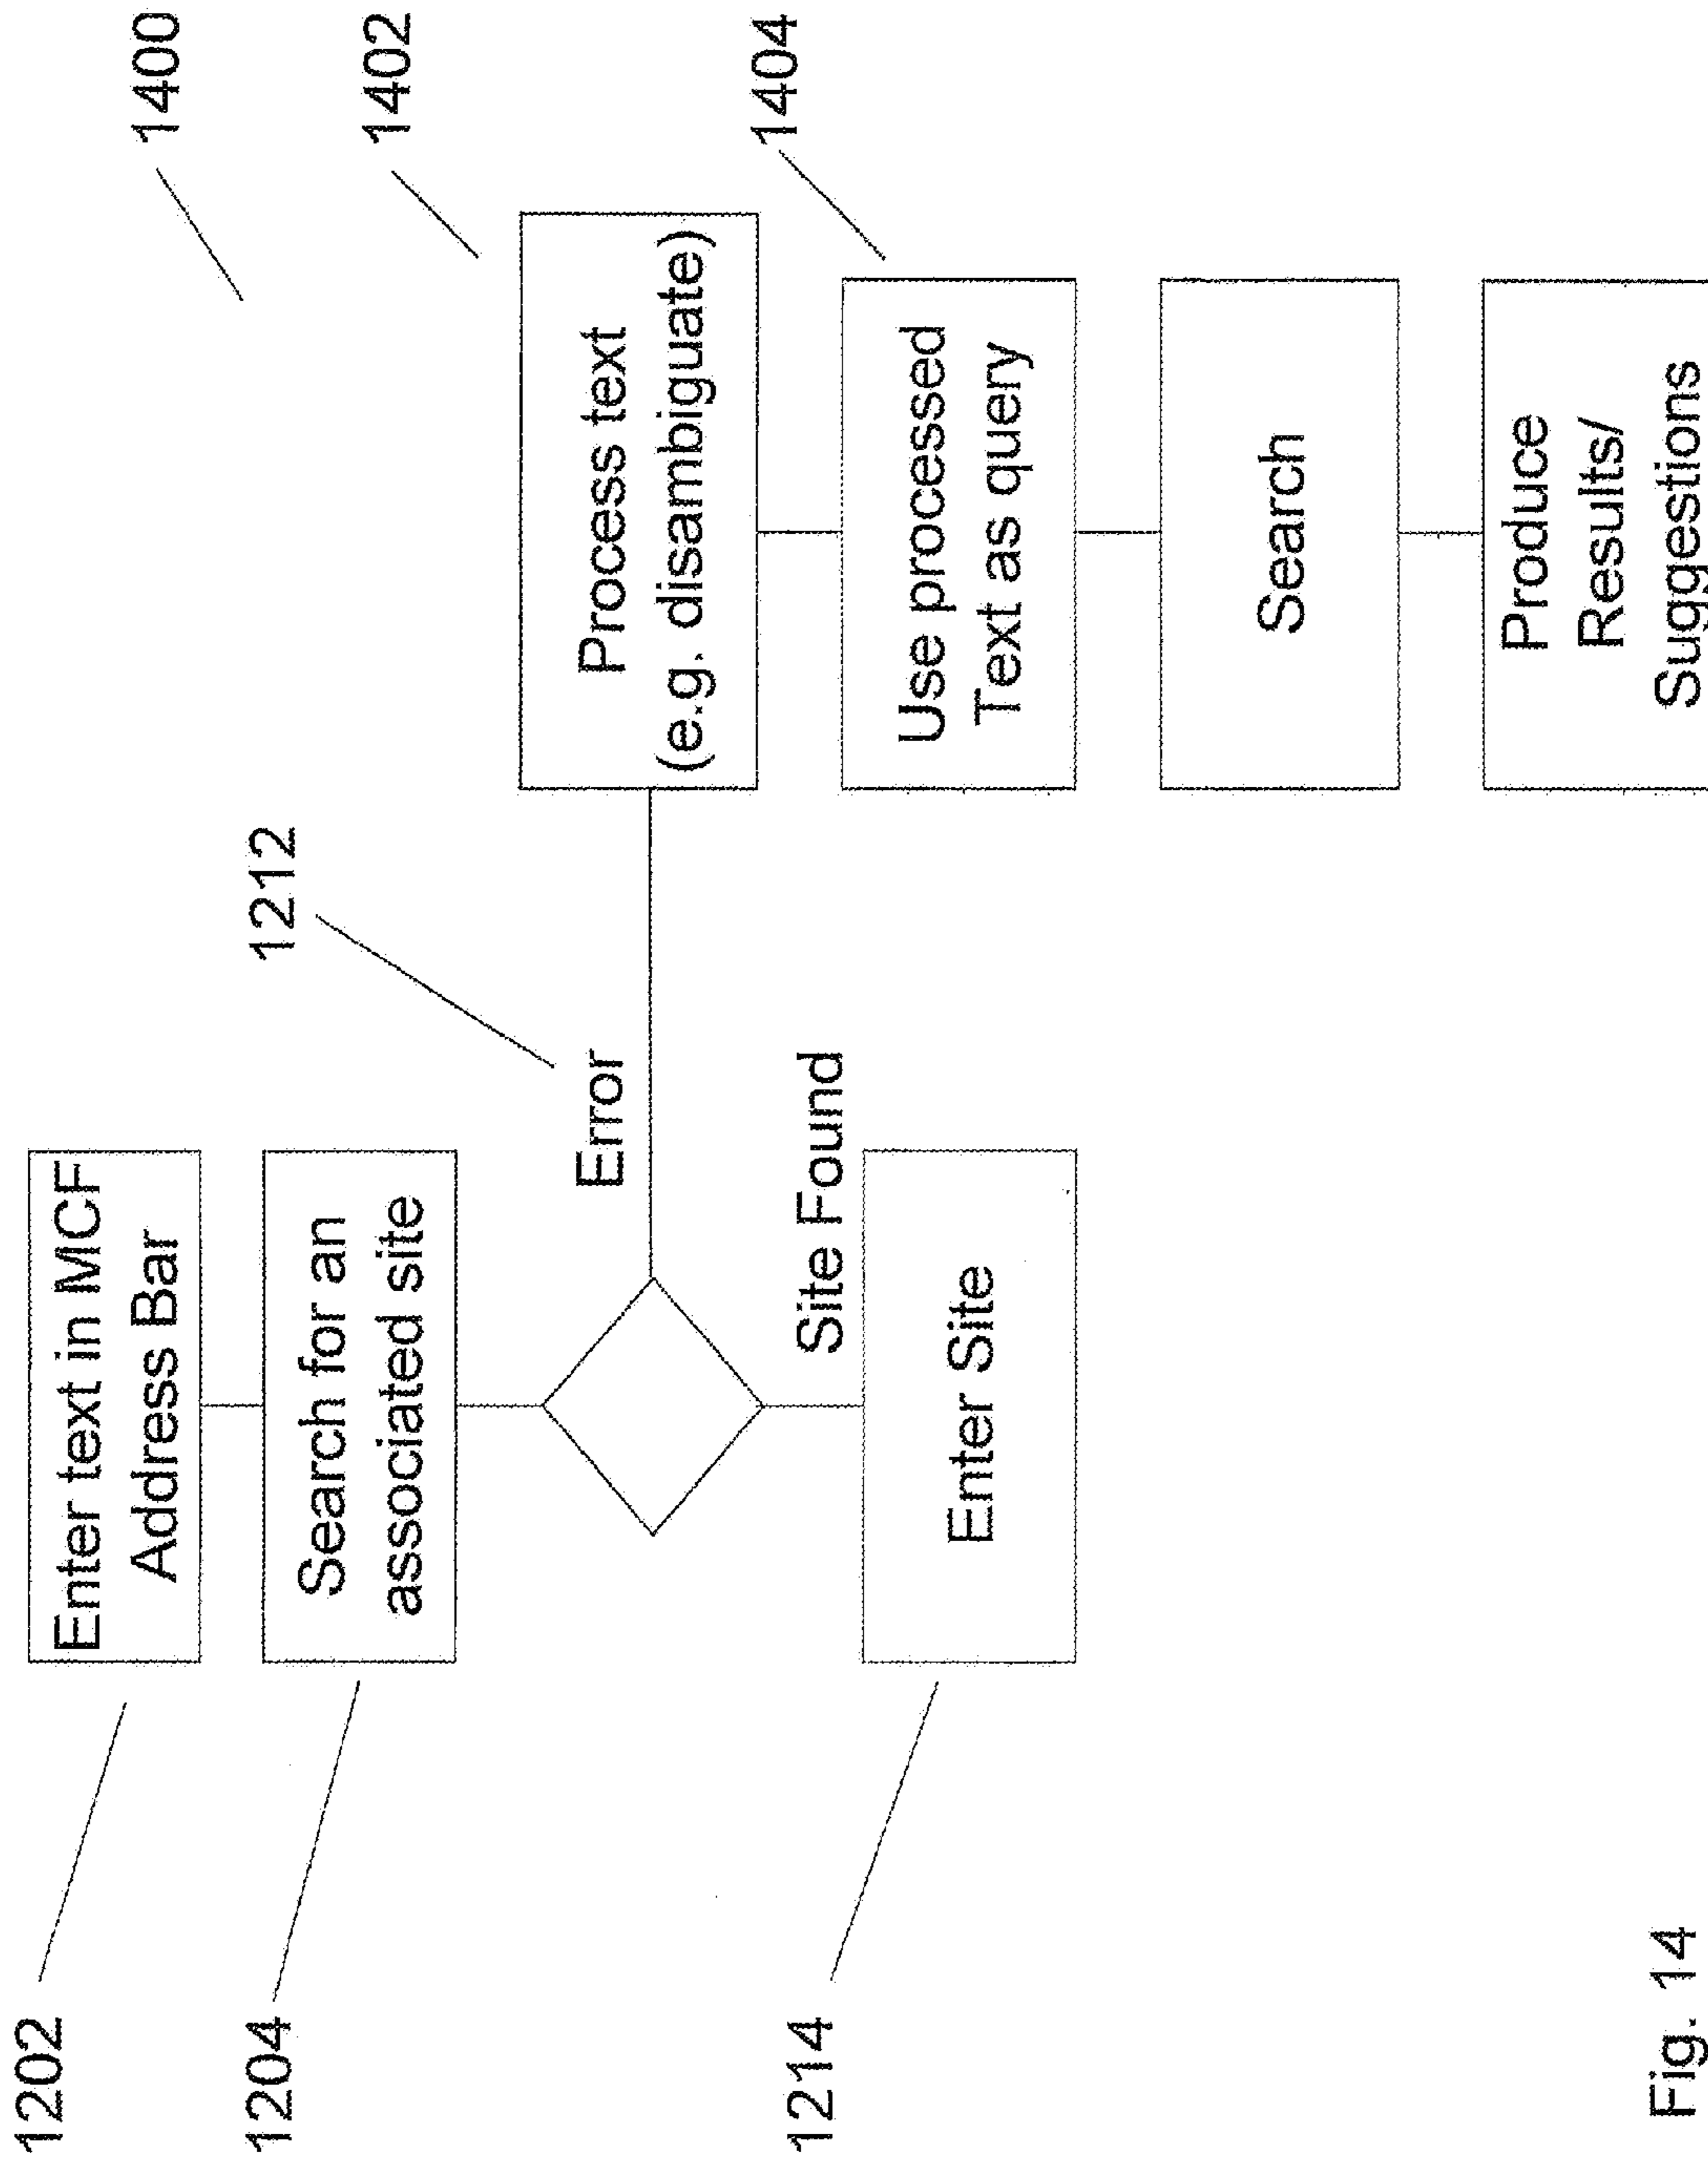 1400
1202
Enter text in MCF
Address Bar
1204
Search for an
associated site
1212
Error
1402
Process text
(e.g. disambiguate)
1404
Use processed
Text as query
Search
Produce
Results/
Suggestions
Site Found
1214
Enter Site
Fig. 14